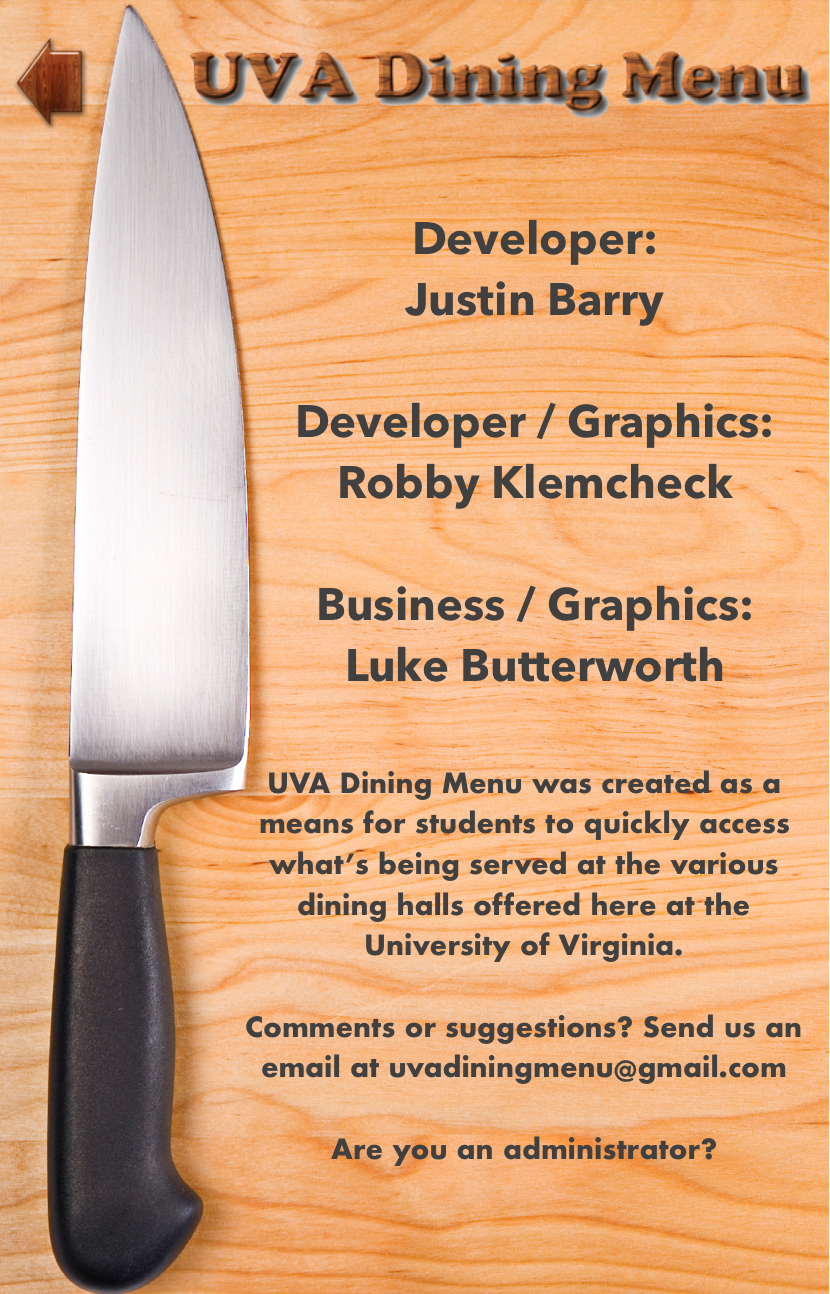 UVA Dining Menu
Developer:
Justin Barry
Developer / Graphics:
Robby Klemcheck
Business / Graphics:
Luke Butterworth
UVA Dining Menu was created as a
means for students to quickly access
what's being served at the various
dining halls offered here at the
University of Virginia.
Comments or suggestions? Send us an
email at uvadiningmenu@gmail.com
Are you an administrator?